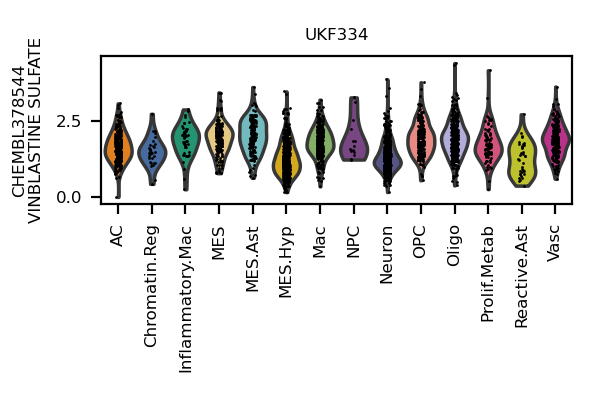 UKF334
CHEMBL378544
VINBLASTINE SULFATE
2.5
0.0
AC
Chromatin.Reg
Inflammatory.Mac
MES
MES.Ast
MES.Hyp
Mac
NPC
Neuron
OPC
Oligo
Prolif.Metab
Reactive.Ast
Vasc